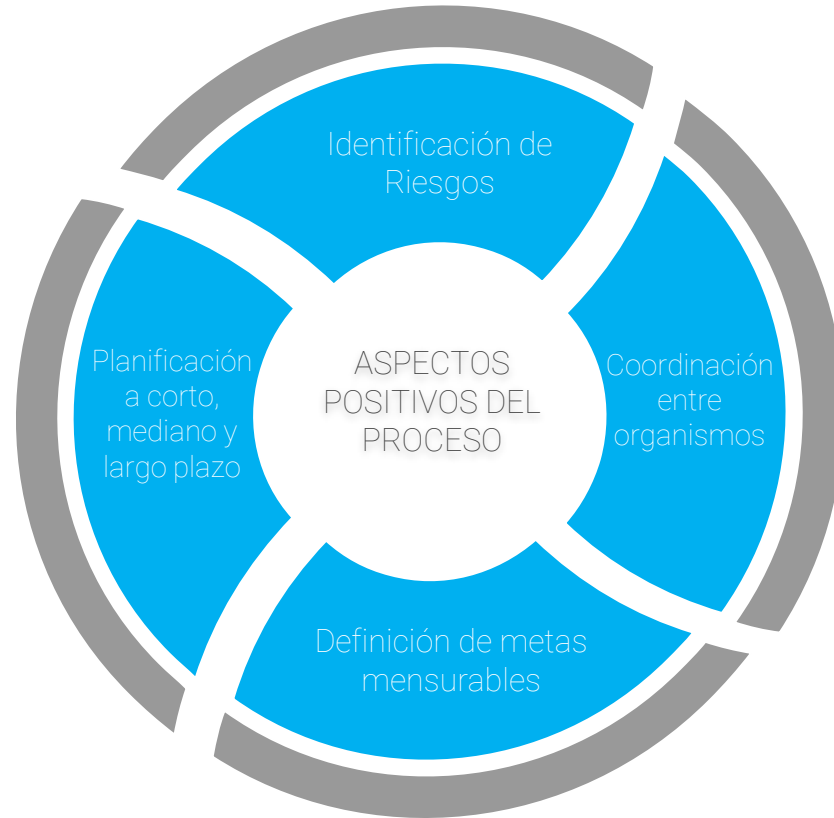 Identificación de
Riesgos
Planificación
a corto,
mediano y
largo plazo
ASPECTOS
POSITIVOS DEL
PROCESO
Coordinación
entre
organismos
Definición de metas
mensurables